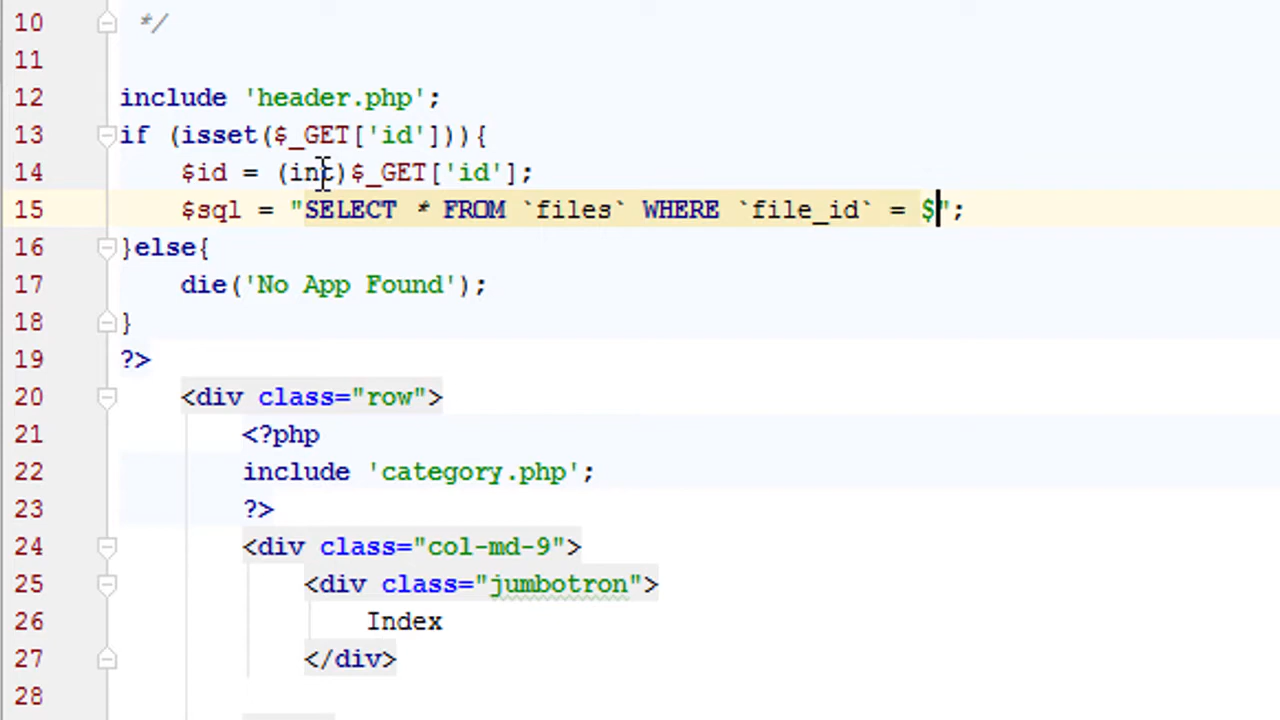 10 */
11
12 include 'header.php';
13 if (isset($_GET['id'])){
14 $id = (int)$_GET['id'];
15 $sql = "SELECT * FROM `files` WHERE `file_id` = $";
16 }else{
17 die('No App Found');
18 }
19 ?>
20 <div class="row">
21 <?php
22 include 'category.php';
23 ?>
24 <div class="col-md-9">
25 <div class="jumbotron">
26 Index
27 </div>
28